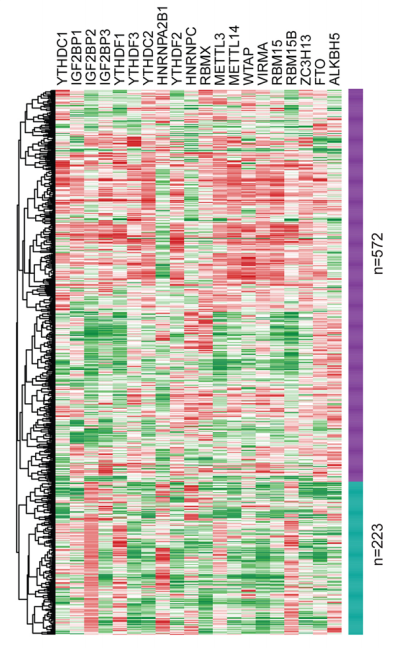 YTHDC1
IGF2BP1
IGF2BP2
IGF2BP3
YTHDF1
YTHDF3
YTHDC2
HNRNPA2B1
YTHDF2
HNRNPC
RBMX
METTL3
METTL14
WTAP
VIRMA
RBM15
RBM15B
ZC3H13
FTO
ALKBH5
n=572
n=223